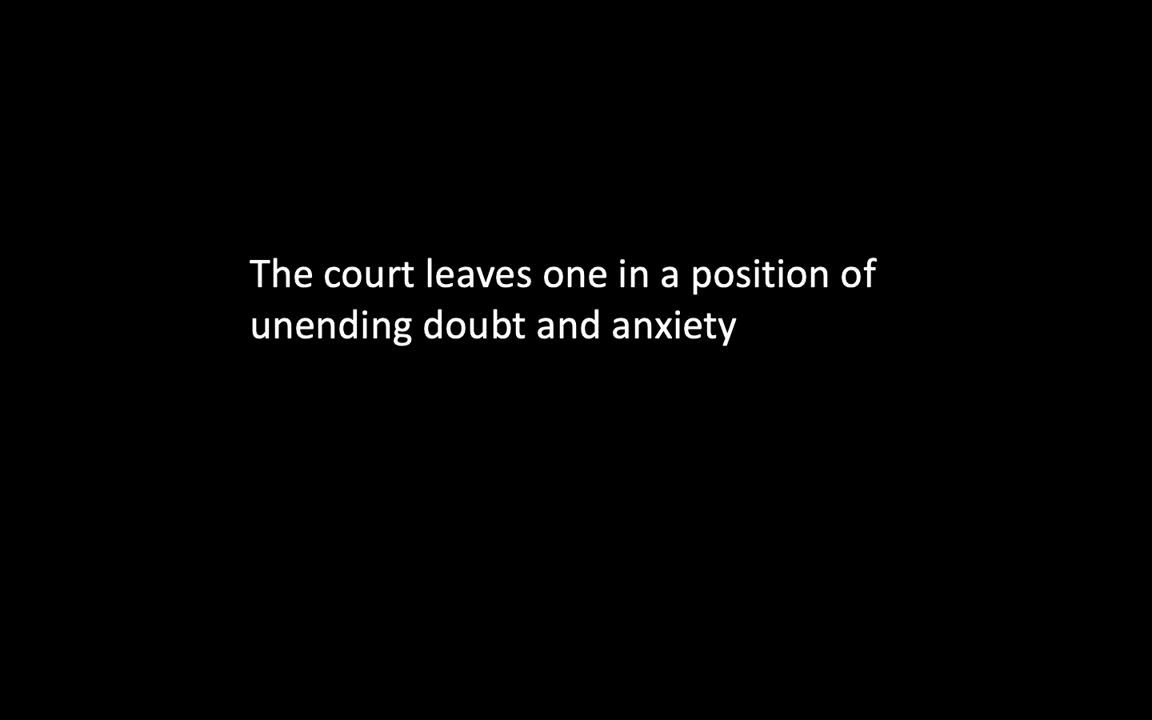 The court leaves one in a position of
unending doubt and anxiety